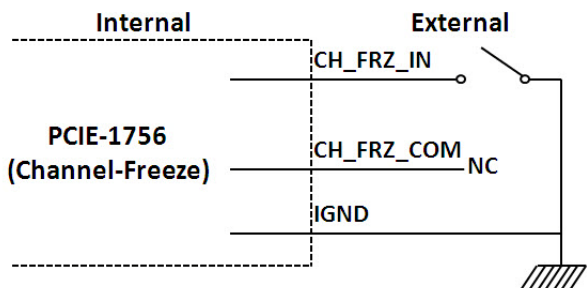 Internal
External
CH_FRZ_IN
PCIE-1756
(Channel-Freeze)
CH_FRZ_COM
NC
IGND